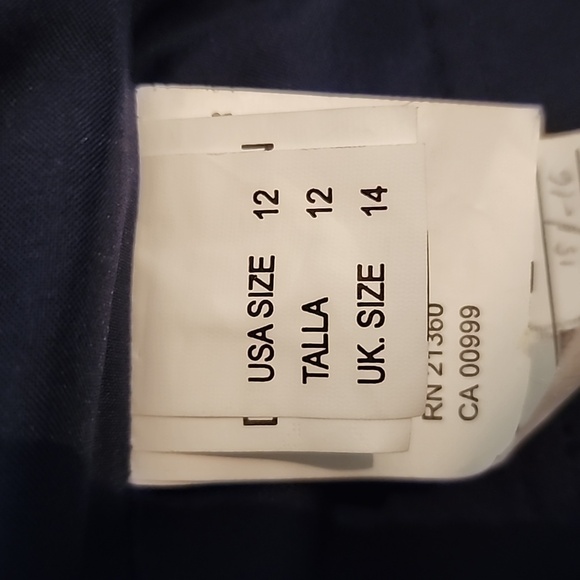 USA SIZE 12
TALLA 12
UK. SIZE 14
RN 21360
CA 00999